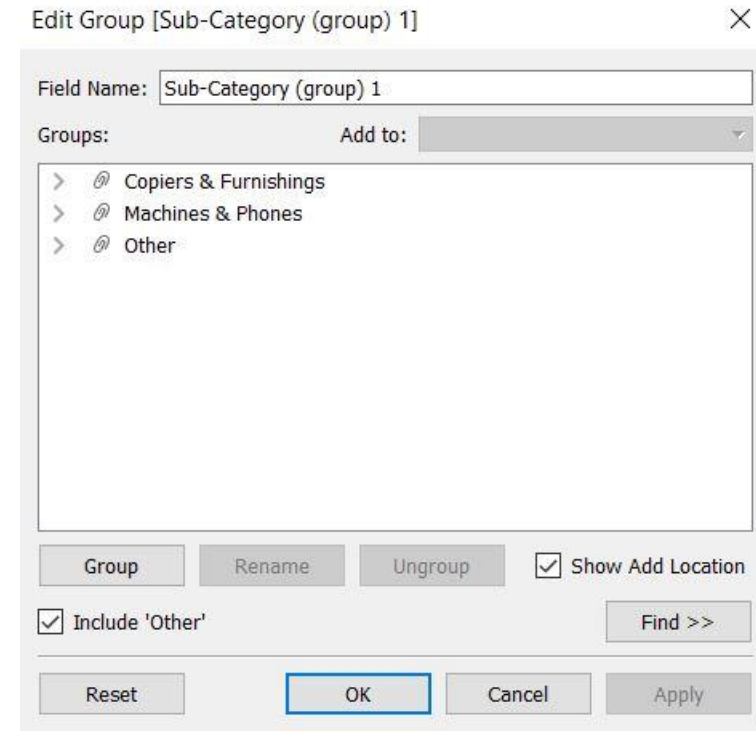 Edit Group [Sub-Category (group) 1]
Field Name: Sub-Category (group) 1
Groups: Add to:
Copiers & Furnishings
Machines & Phones
Other
Group Rename Ungroup Show Add Location
Include 'Other' Find >>
Reset OK Cancel Apply